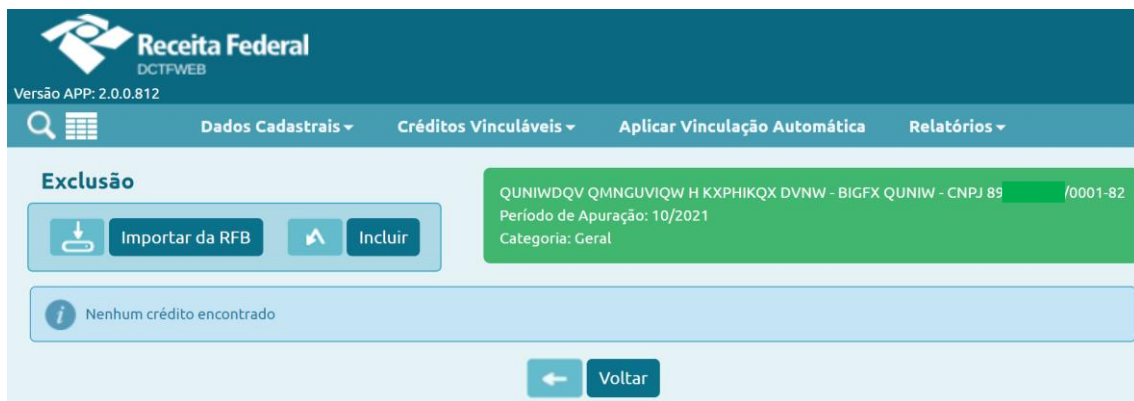 Receita Federal
DCTFWEB
Versão APP: 2.0.0.812
Dados Cadastrais Créditos Vinculáveis Aplicar Vinculação Automática Relatórios
Exclusão
Importar da RFB Incluir
QUNIWDQV QMNGUVIQW H KXPHIKQX DVNW - BIGFX QUNIW - CNPJ 89 /0001-82
Período de Apuração: 10/2021
Categoria: Geral
Nenhum crédito encontrado
Voltar